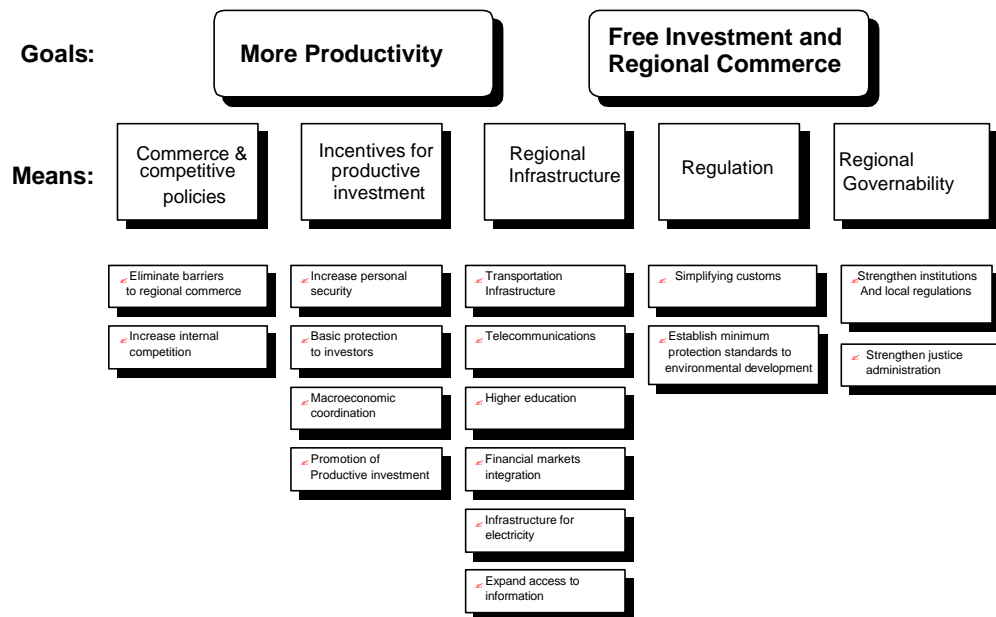 Goals:
More Productivity
Free Investment and
Regional Commerce
Means:
Commerce &
competitive
policies
Incentives for
productive
investment
Regional
Infrastructure
Regulation
Regional
Governability
Eliminate barriers
to regional commerce
Increase internal
competition
Increase personal
security
Basic protection
to investors
Macroeconomic
coordination
Promotion of
Productive investment
Transportation
Infrastructure
Telecommunications
Higher education
Financial markets
integration
Infrastructure for
electricity
Expand access to
information
Simplifying customs
Establish minimum
protection standards to
environmental development
Strengthen institutions
And local regulations
Strengthen justice
administration